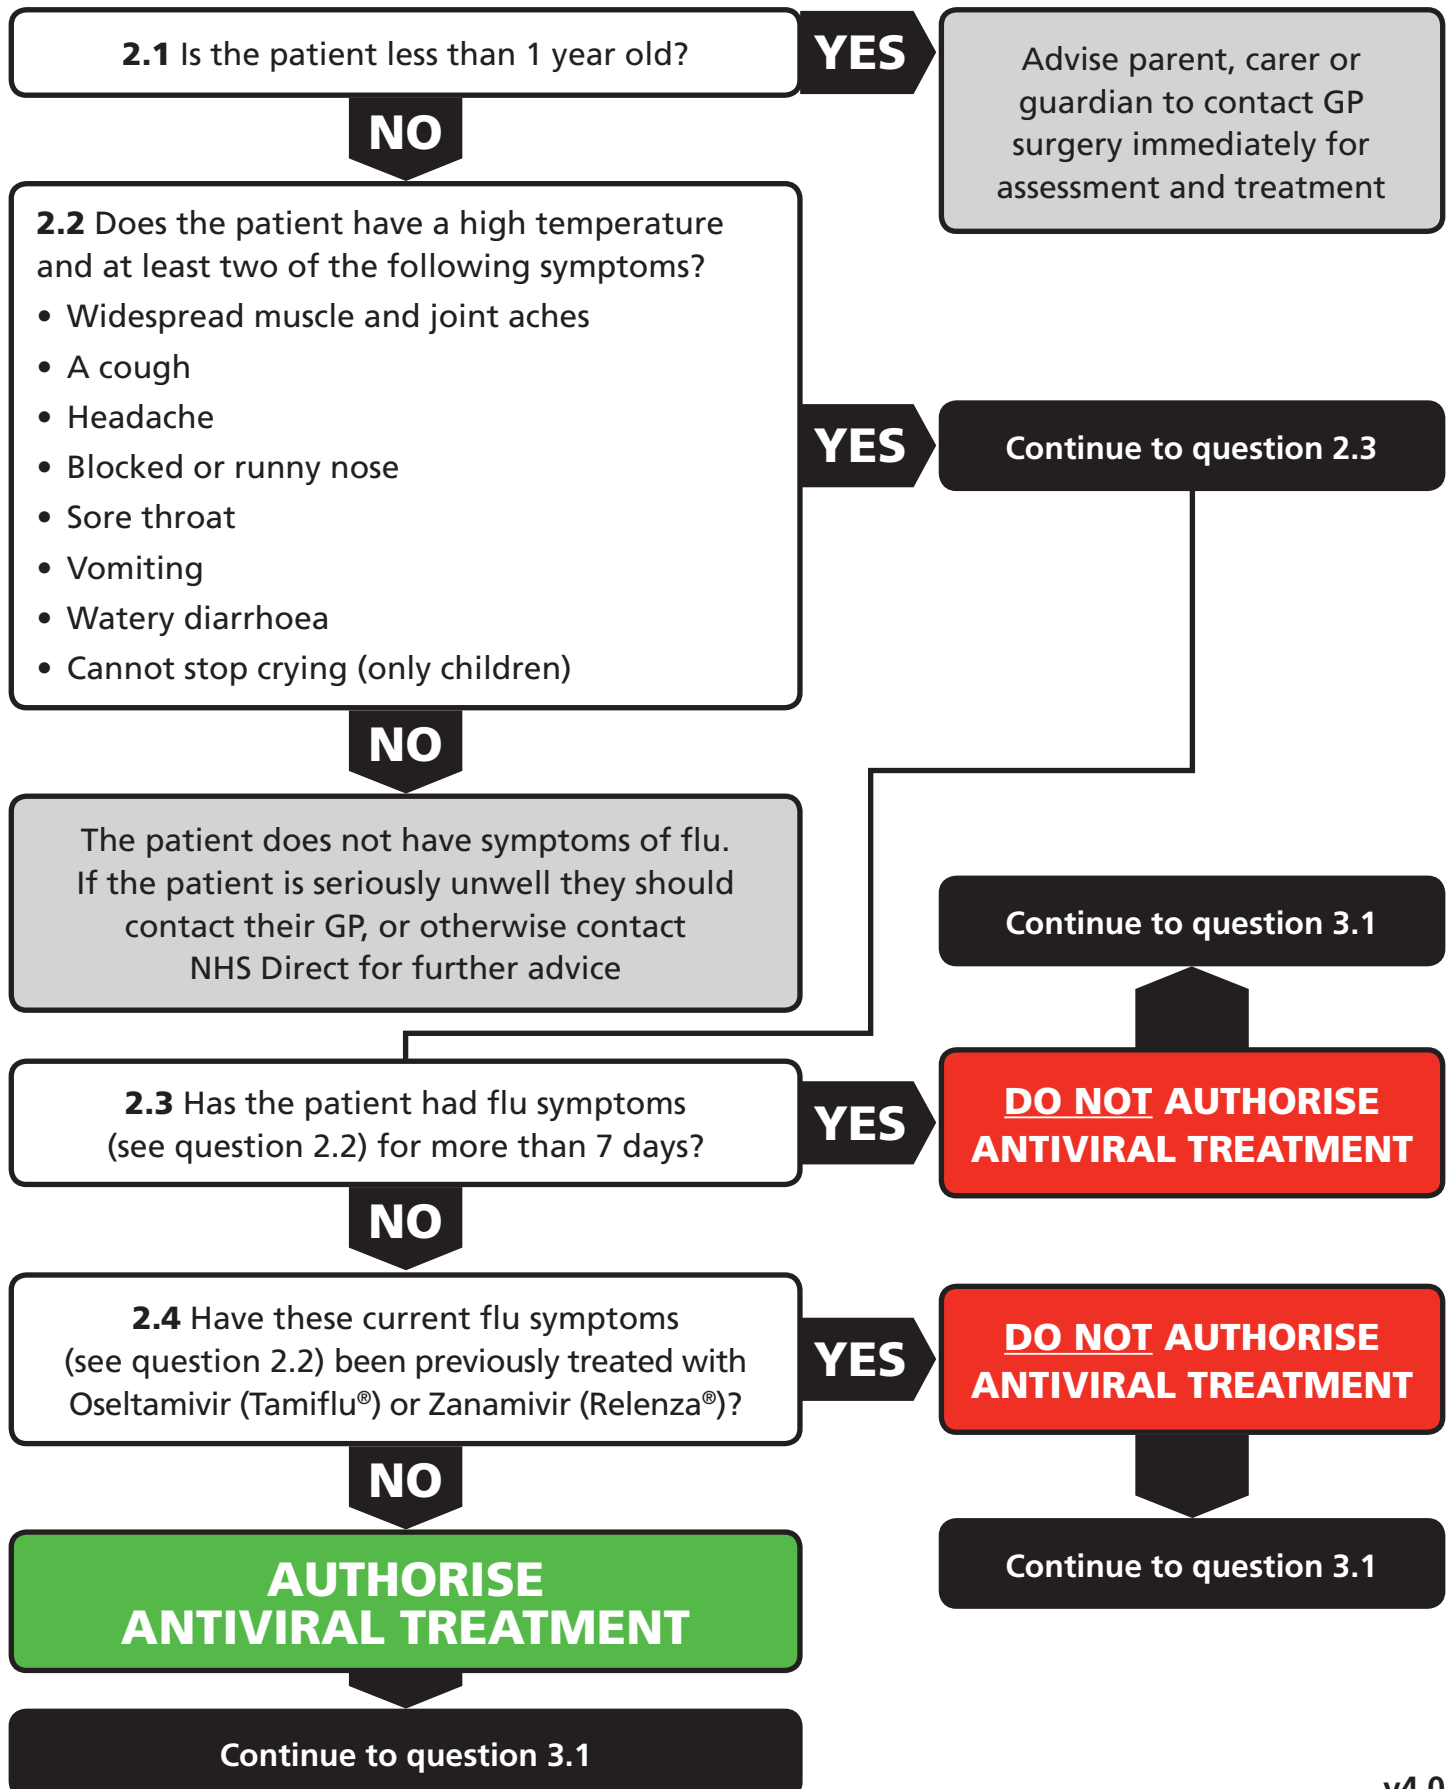 2.1 Is the patient less than 1 year old?
YES
Advise parent, carer or
guardian to contact GP
surgery immediately for
assessment and treatment
NO
2.2 Does the patient have a high temperature
and at least two of the following symptoms?
• Widespread muscle and joint aches
• A cough
• Headache
• Blocked or runny nose
• Sore throat
• Vomiting
• Watery diarrhoea
• Cannot stop crying (only children)
YES
Continue to question 2.3
NO
The patient does not have symptoms of flu.
If the patient is seriously unwell they should
contact their GP, or otherwise contact
NHS Direct for further advice
Continue to question 3.1
2.3 Has the patient had flu symptoms
(see question 2.2) for more than 7 days?
YES
DO NOT AUTHORISE
ANTIVIRAL TREATMENT
NO
2.4 Have these current flu symptoms
(see question 2.2) been previously treated with
Oseltamivir (Tamiflu®) or Zanamivir (Relenza®)?
YES
DO NOT AUTHORISE
ANTIVIRAL TREATMENT
NO
Continue to question 3.1
AUTHORISE
ANTIVIRAL TREATMENT
Continue to question 3.1
v4.0